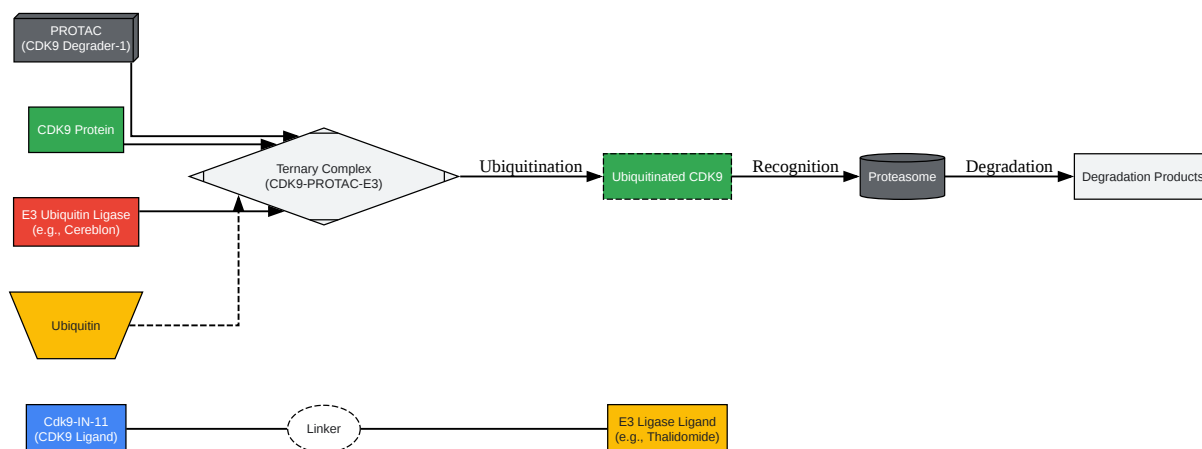 PROTAC
(CDK9 Degrader-1)
CDK9 Protein
E3 Ubiquitin Ligase
(e.g., Cereblon)
Ubiquitin
Ternary Complex
(CDK9-PROTAC-E3)
Ubiquitination
Ubiquitinated CDK9
Recognition
Proteasome
Degradation
Degradation Products
Cdk9-IN-11
(CDK9 Ligand)
Linker
E3 Ligase Ligand
(e.g., Thalidomide)